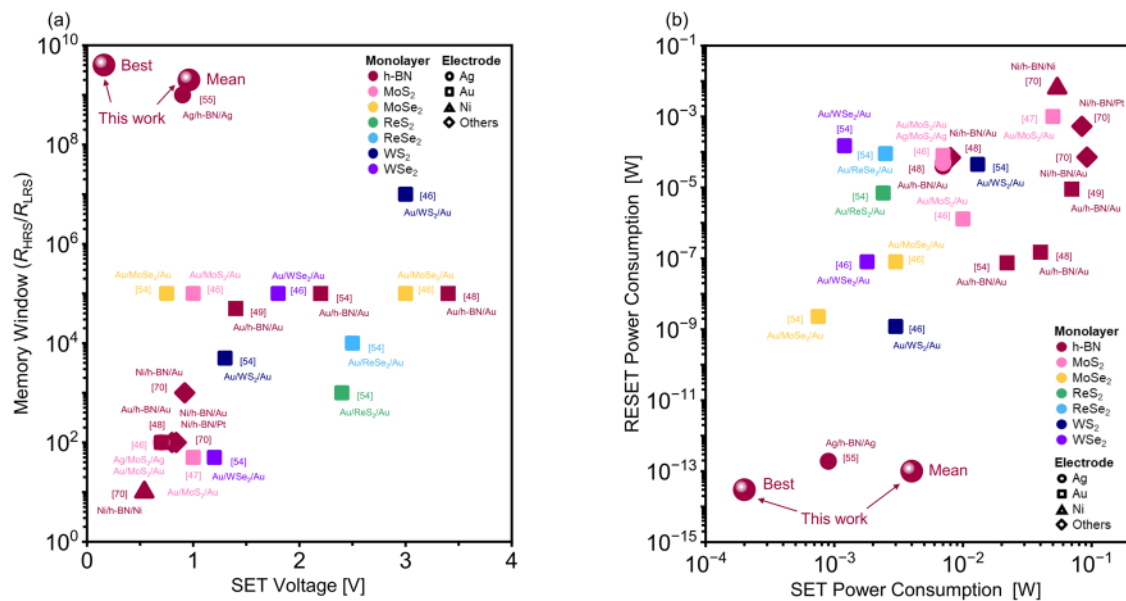 (a)
Memory Window (R_HRS/R_LRS)
10^10
10^8
10^6
10^4
10^2
10^0
Best
Mean
This work
[55]
Ag/h-BN/Ag
Monolayer
h-BN
MoS₂
MoSe₂
ReS₂
ReSe₂
WS₂
WSe₂
Electrode
Ag
Au
Ni
Others
[46]
Au/WS₂/Au
Au/MoSe₂/Au
[54]
Au/MoS₂/Au
[46]
Au/WSe₂/Au
[46]
Au/MoSe₂/Au
[46]
[49]
Au/h-BN/Au
[54]
Au/h-BN/Au
[48]
Au/h-BN/Au
[54]
Au/WS₂/Au
[54]
Au/ReSe₂/Au
[54]
Au/ReS₂/Au
Ni/h-BN/Au
[70]
Au/h-BN/Au
[48]
Ni/h-BN/Au
Ni/h-BN/Pt
[70]
[46]
Ag/MoS₂/Ag
Au/MoS₂/Au
[47]
Au/MoS₂/Au
[54]
Au/WSe₂/Au
[70]
Ni/h-BN/Ni
0 1 2 3 4
SET Voltage [V]
(b)
RESET Power Consumption [W]
10^-1
10^-3
10^-5
10^-7
10^-9
10^-11
10^-13
10^-15
Ni/h-BN/Ni
[70]
Ni/h-BN/Pt
[70]
[47]
Au/MoS₂/Au
Au/WSe₂/Au
[54]
Au/MoS₂/Au
Ag/MoS₂/Ag
[46]
Ni/h-BN/Au
[48]
[54]
Au/ReSe₂/Au
[48]
Au/h-BN/Au
[54]
Au/WS₂/Au
[70]
Ni/h-BN/Au
[54]
Au/ReS₂/Au
Au/MoS₂/Au
[46]
[49]
Au/h-BN/Au
[46]
Au/WSe₂/Au
Au/MoSe₂/Au
[46]
[54]
Au/h-BN/Au
[48]
Au/h-BN/Au
[54]
Au/MoSe₂/Au
[46]
Au/WS₂/Au
Ag/h-BN/Ag
[55]
Best
Mean
This work
Monolayer
h-BN
MoS₂
MoSe₂
ReS₂
ReSe₂
WS₂
WSe₂
Electrode
Ag
Au
Ni
Others
10^-4 10^-3 10^-2 10^-1
SET Power Consumption [W]